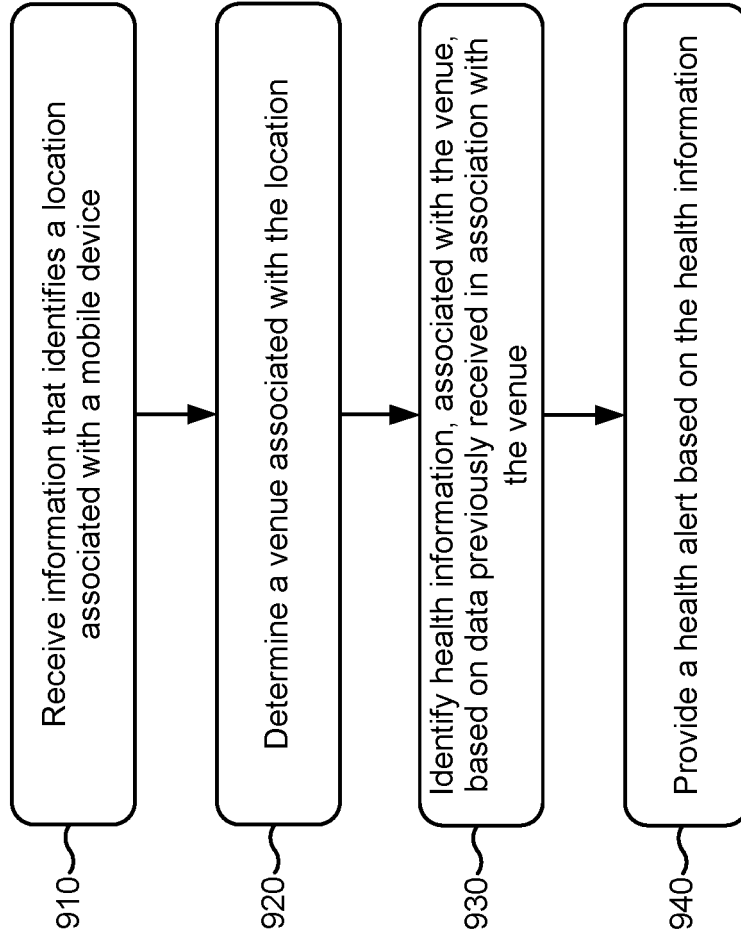 910
Receive information that identifies a location
associated with a mobile device
920
Determine a venue associated with the location
930
Identify health information, associated with the venue,
based on data previously received in association with
the venue
940
Provide a health alert based on the health information